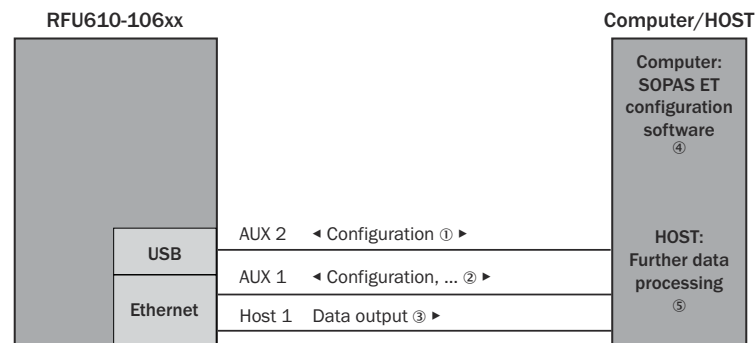 RFU610-106xx
Computer/HOST
Computer:
SOPAS ET
configuration
software
④
USB
Ethernet
AUX 2 ◄ Configuration ① ►
AUX 1 ◄ Configuration, ... ② ►
Host 1 Data output ③ ►
HOST:
Further data
processing
⑤